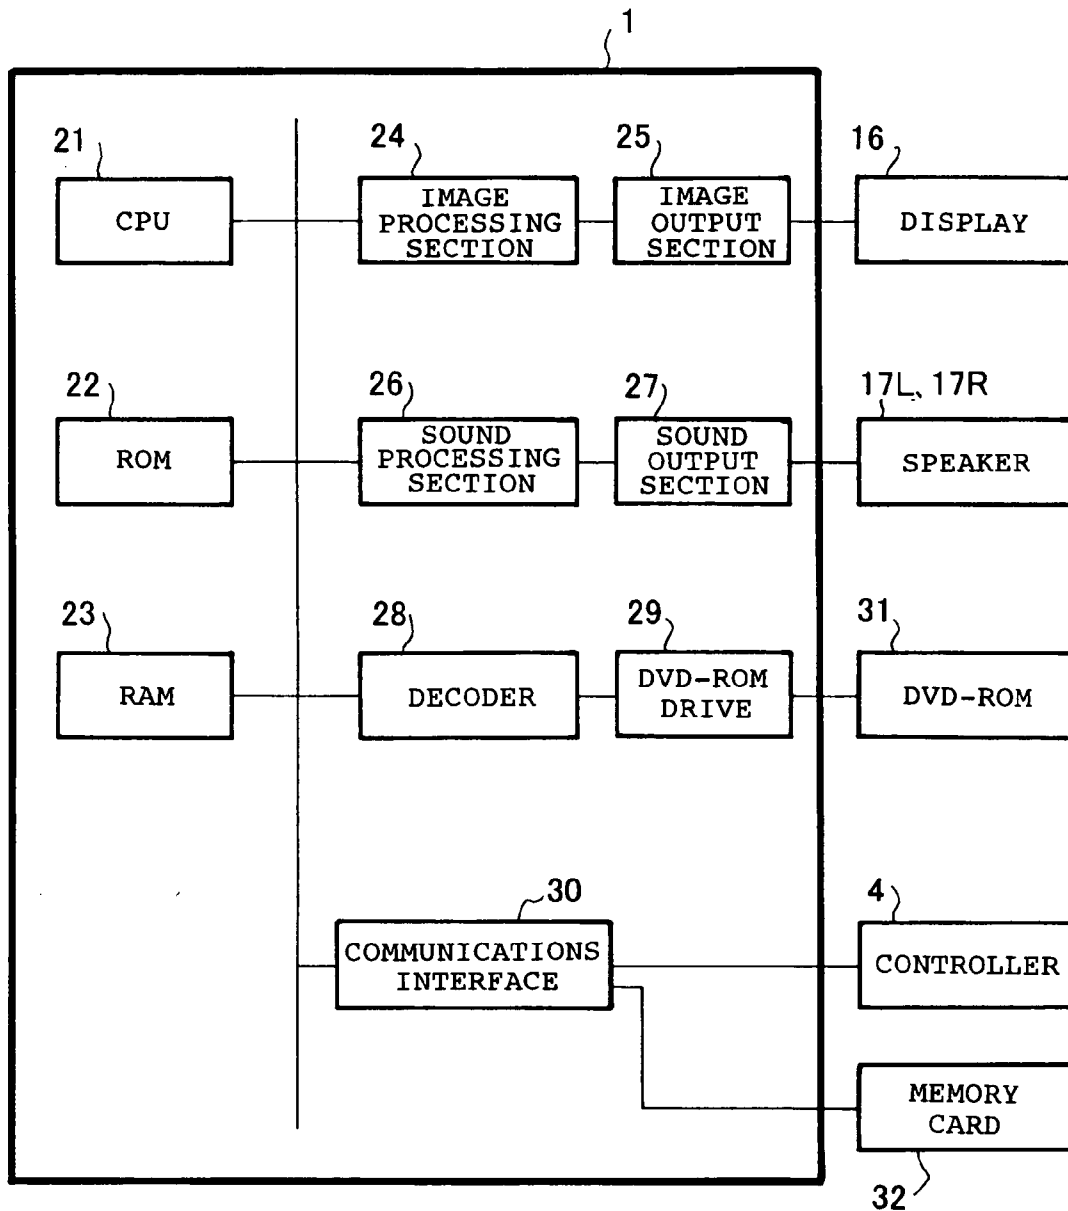 1
21
24
25
16
CPU
IMAGE
PROCESSING
SECTION
IMAGE
OUTPUT
SECTION
DISPLAY
22
26
27
17L、17R
ROM
SOUND
PROCESSING
SECTION
SOUND
OUTPUT
SECTION
SPEAKER
23
28
29
31
RAM
DECODER
DVD-ROM
DRIVE
DVD-ROM
30
4
COMMUNICATIONS
INTERFACE
CONTROLLER
MEMORY
CARD
32